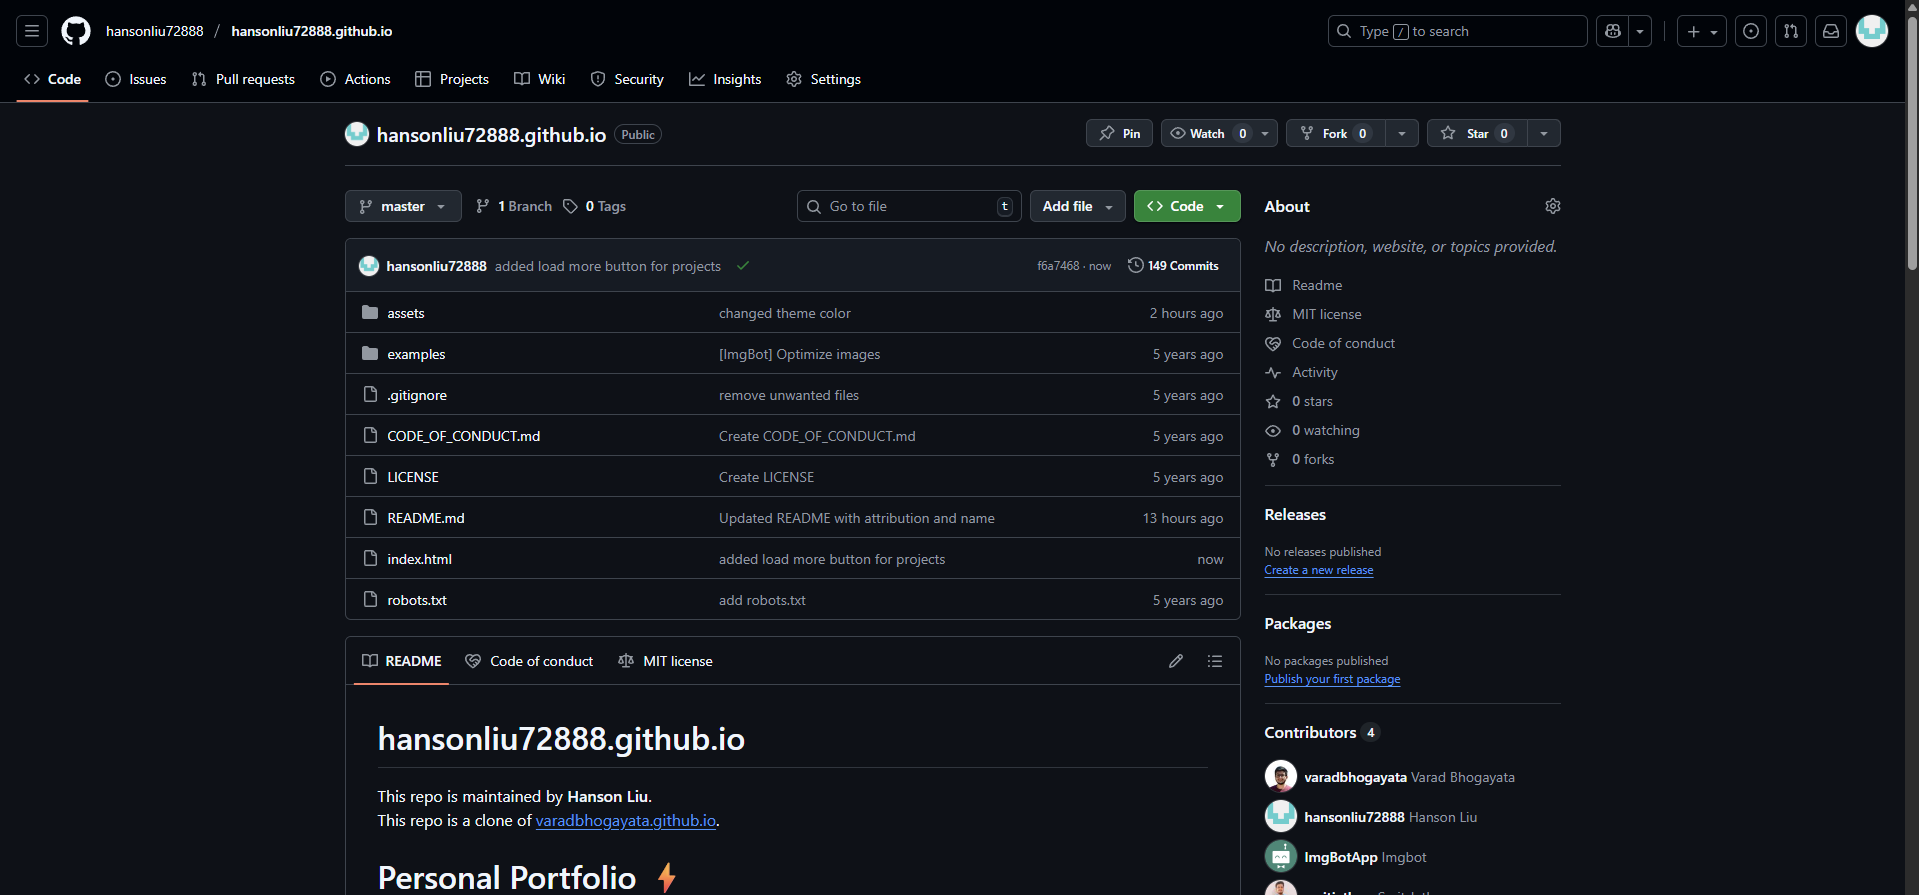 hansonliu72888 / hansonliu72888.github.io
Type / to search
Code Issues Pull requests Actions Projects Wiki Security Insights Settings
hansonliu72888.github.io Public
Pin Watch 0 Fork 0 Star 0
master 1 Branch 0 Tags
Go to file t Add file Code
hansonliu72888 added load more button for projects f6a7468 · now 149 Commits
assets changed theme color 2 hours ago
examples [ImgBot] Optimize images 5 years ago
.gitignore remove unwanted files 5 years ago
CODE_OF_CONDUCT.md Create CODE_OF_CONDUCT.md 5 years ago
LICENSE Create LICENSE 5 years ago
README.md Updated README with attribution and name 13 hours ago
index.html added load more button for projects now
robots.txt add robots.txt 5 years ago
README Code of conduct MIT license
hansonliu72888.github.io
This repo is maintained by Hanson Liu.
This repo is a clone of varadbhogayata.github.io.
Personal Portfolio
About
No description, website, or topics provided.
Readme
MIT license
Code of conduct
Activity
0 stars
0 watching
0 forks
Releases
No releases published
Create a new release
Packages
No packages published
Publish your first package
Contributors 4
varadbhogayata Varad Bhogayata
hansonliu72888 Hanson Liu
ImgBotApp Imgbot